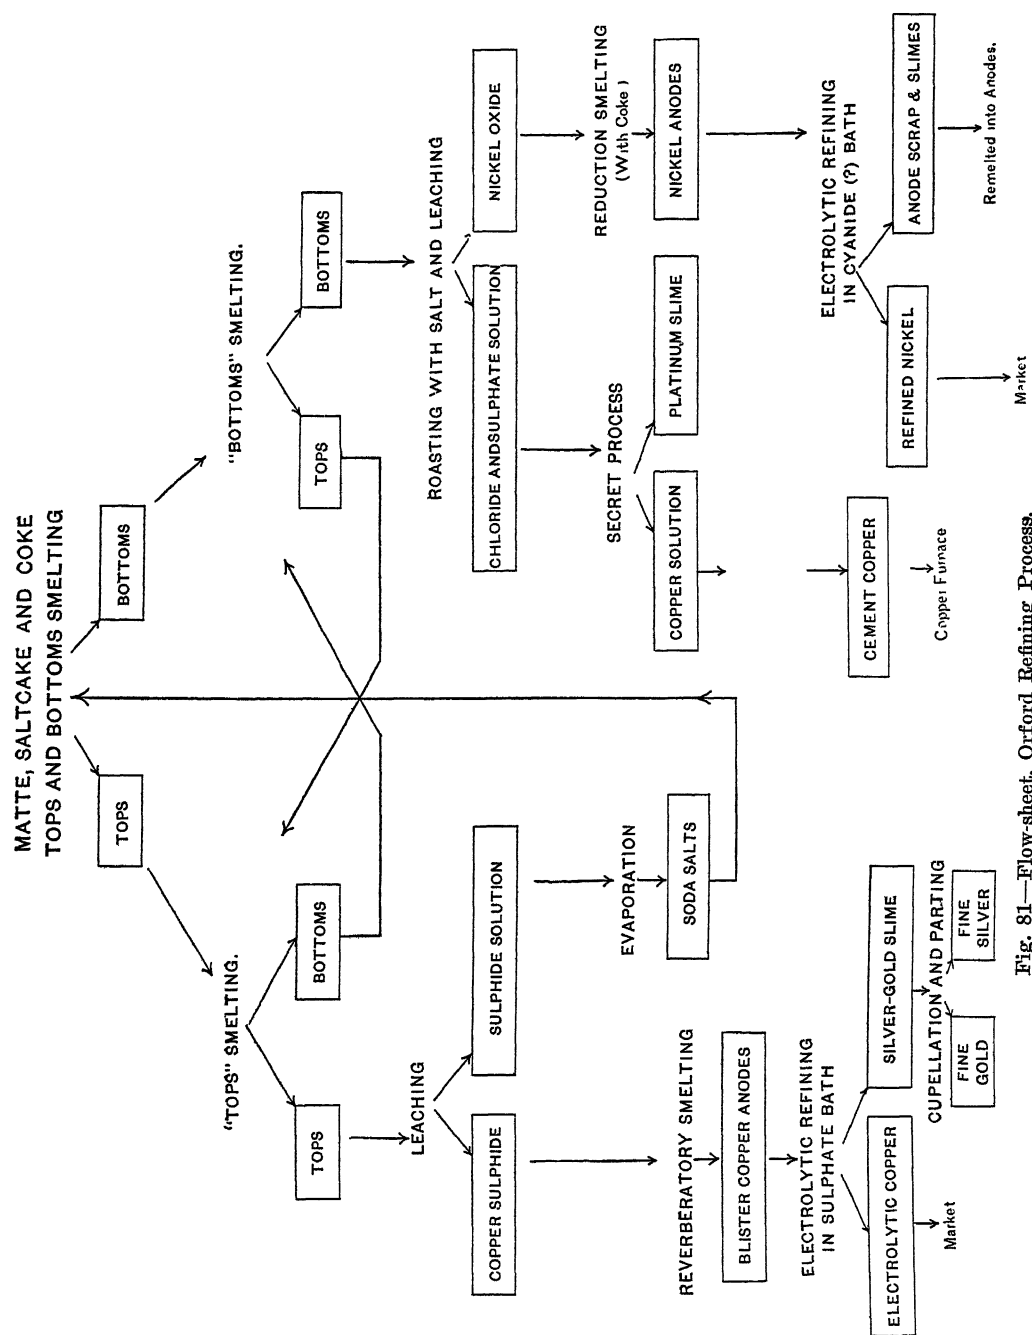 MATTE, SALTCAKE AND COKE
TOPS AND BOTTOMS SMELTING
TOPS
BOTTOMS
"TOPS" SMELTING.
"BOTTOMS" SMELTING.
TOPS
BOTTOMS
TOPS
BOTTOMS
LEACHING
ROASTING WITH SALT AND LEACHING
COPPER SULPHIDE
SULPHIDE SOLUTION
CHLORIDE ANDSULPHATE SOLUTION
NICKEL OXIDE
EVAPORATION
SECRET PROCESS
REDUCTION SMELTING
(With Coke)
REVERBERATORY SMELTING
SODA SALTS
COPPER SOLUTION
PLATINUM SLIME
NICKEL ANODES
BLISTER COPPER ANODES
ELECTROLYTIC REFINING
IN SULPHATE BATH
ELECTROLYTIC REFINING
IN CYANIDE (?) BATH
ELECTROLYTIC COPPER
SILVER-GOLD SLIME
CEMENT COPPER
REFINED NICKEL
ANODE SCRAP & SLIMES
Market
CUPELLATION AND PARTING
FINE
GOLD
FINE
SILVER
Copper Furnace
Market
Remelted into Anodes.
Fig. 81—Flow-sheet, Orford Refining Process.